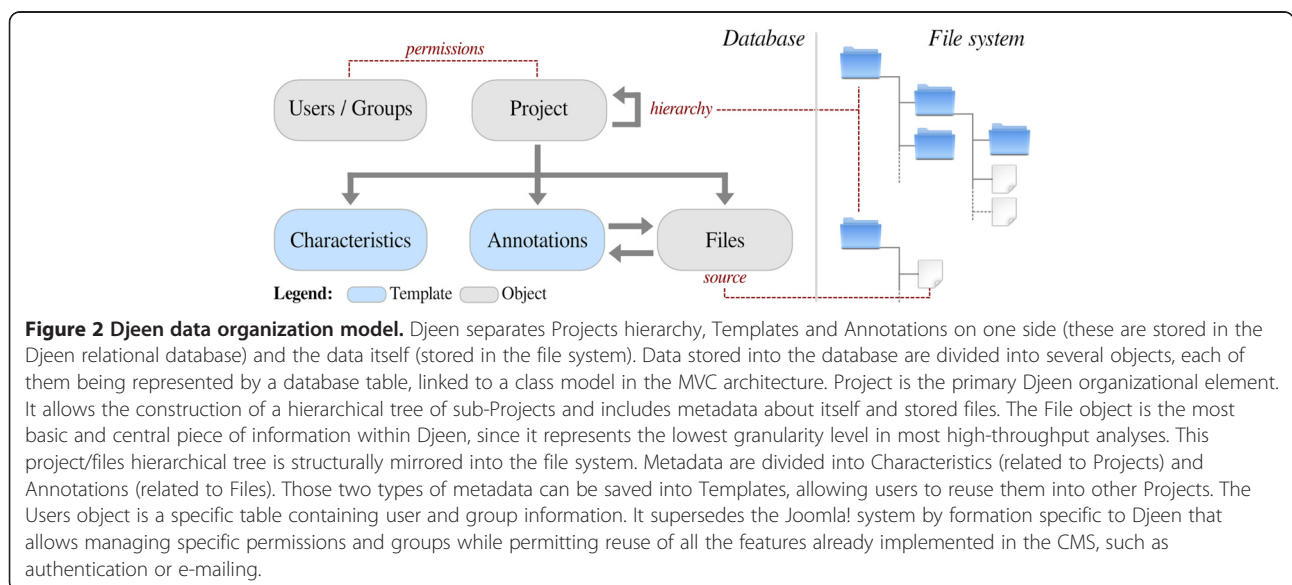 Database
File system
permissions
Users / Groups
Project
hierarchy
Characteristics
Annotations
Files
source
Legend: Template Object
Figure 2 Djeen data organization model. Djeen separates Projects hierarchy, Templates and Annotations on one side (these are stored in the
Djeen relational database) and the data itself (stored in the file system). Data stored into the database are divided into several objects, each of
them being represented by a database table, linked to a class model in the MVC architecture. Project is the primary Djeen organizational element.
It allows the construction of a hierarchical tree of sub-Projects and includes metadata about itself and stored files. The File object is the most
basic and central piece of information within Djeen, since it represents the lowest granularity level in most high-throughput analyses. This
project/files hierarchical tree is structurally mirrored into the file system. Metadata are divided into Characteristics (related to Projects) and
Annotations (related to Files). Those two types of metadata can be saved into Templates, allowing users to reuse them into other Projects. The
Users object is a specific table containing user and group information. It supersedes the Joomla! system by formation specific to Djeen that
allows managing specific permissions and groups while permitting reuse of all the features already implemented in the CMS, such as
authentication or e-mailing.